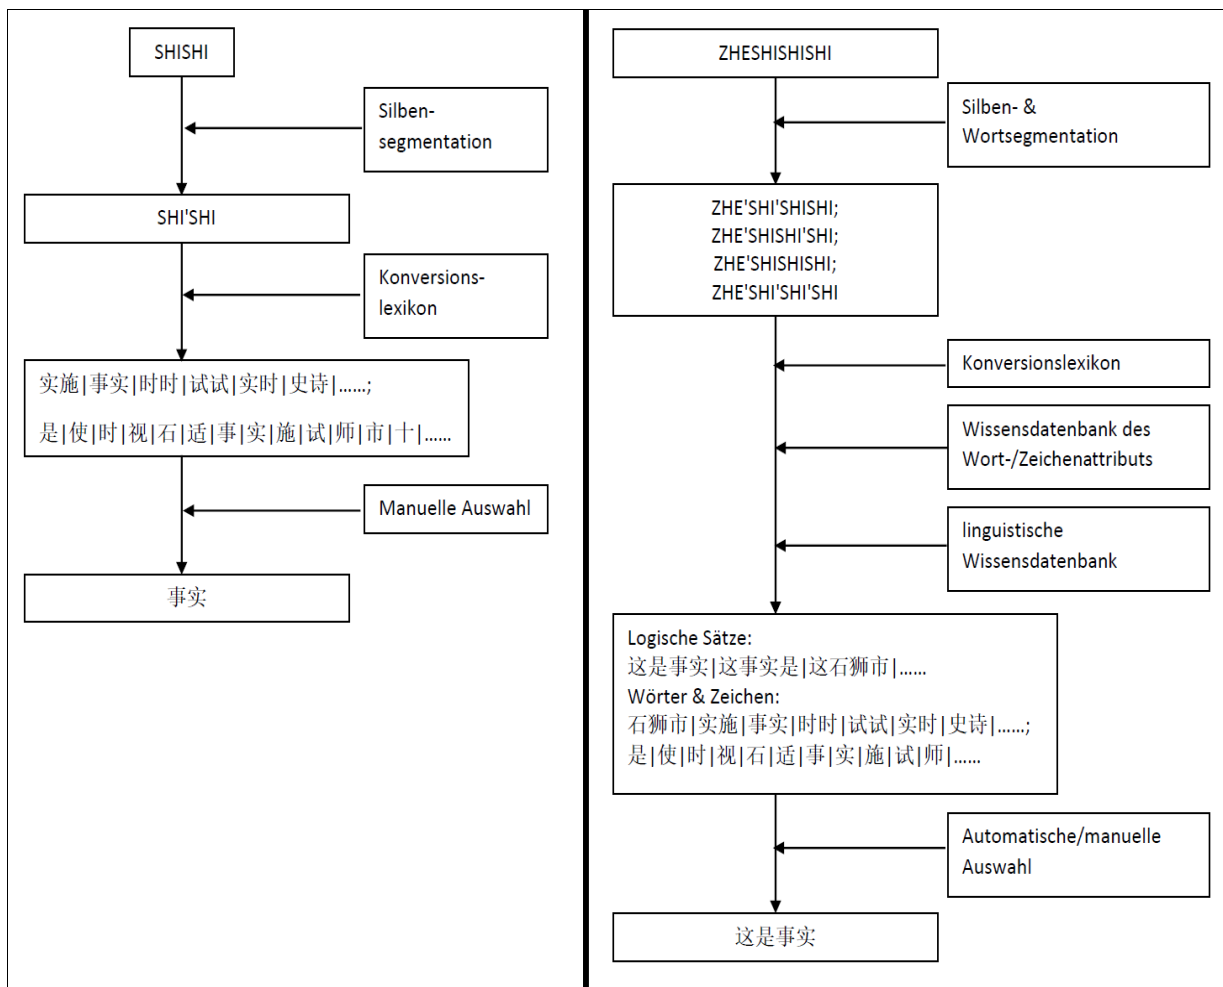 SHISHI
Silben-
segmentation
SHI'SHI
Konversions-
lexikon
实施|事实|时时|试试|实时|史诗|......;
是|使|时|视|石|适|事|实|施|试|师|市|十|......
Manuelle Auswahl
事实
ZHESHISHISHI
Silben- &
Wortsegmentation
ZHE'SHI'SHISHI;
ZHE'SHISHI'SHI;
ZHE'SHISHISHI;
ZHE'SHI'SHI'SHI
Konversionslexikon
Wissensdatenbank des
Wort-/Zeichenattributs
linguistische
Wissensdatenbank
Logische Sätze:
这是事实|这事实是|这石狮市|......
Wörter & Zeichen:
石狮市|实施|事实|时时|试试|实时|史诗|......;
是|使|时|视|石|适|事|实|施|试|师|......
Automatische/manuelle
Auswahl
这是事实